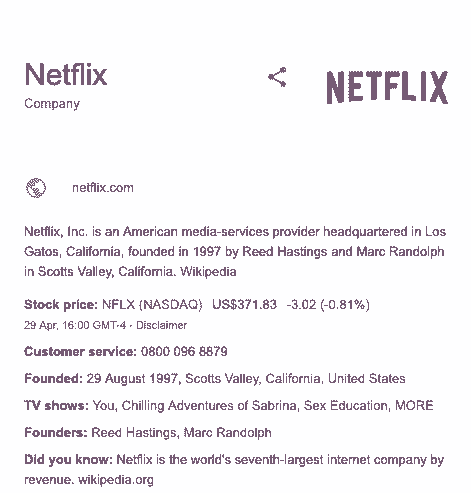 Netflix
NETFLIX
Company
netflix.com
Netflix, Inc. is an American media-services provider headquartered in Los
Gatos, California, founded in 1997 by Reed Hastings and Marc Randolph
in Scotts Valley, California. Wikipedia
Stock price: NFLX (NASDAQ) US$371.83 -3.02 (-0.81%)
29 Apr, 16:00 GMT-4 · Disclaimer
Customer service: 0800 096 8879
Founded: 29 August 1997, Scotts Valley, California, United States
TV shows: You, Chilling Adventures of Sabrina, Sex Education, MORE
Founders: Reed Hastings, Marc Randolph
Did you know: Netflix is the world's seventh-largest internet company by
revenue. wikipedia.org